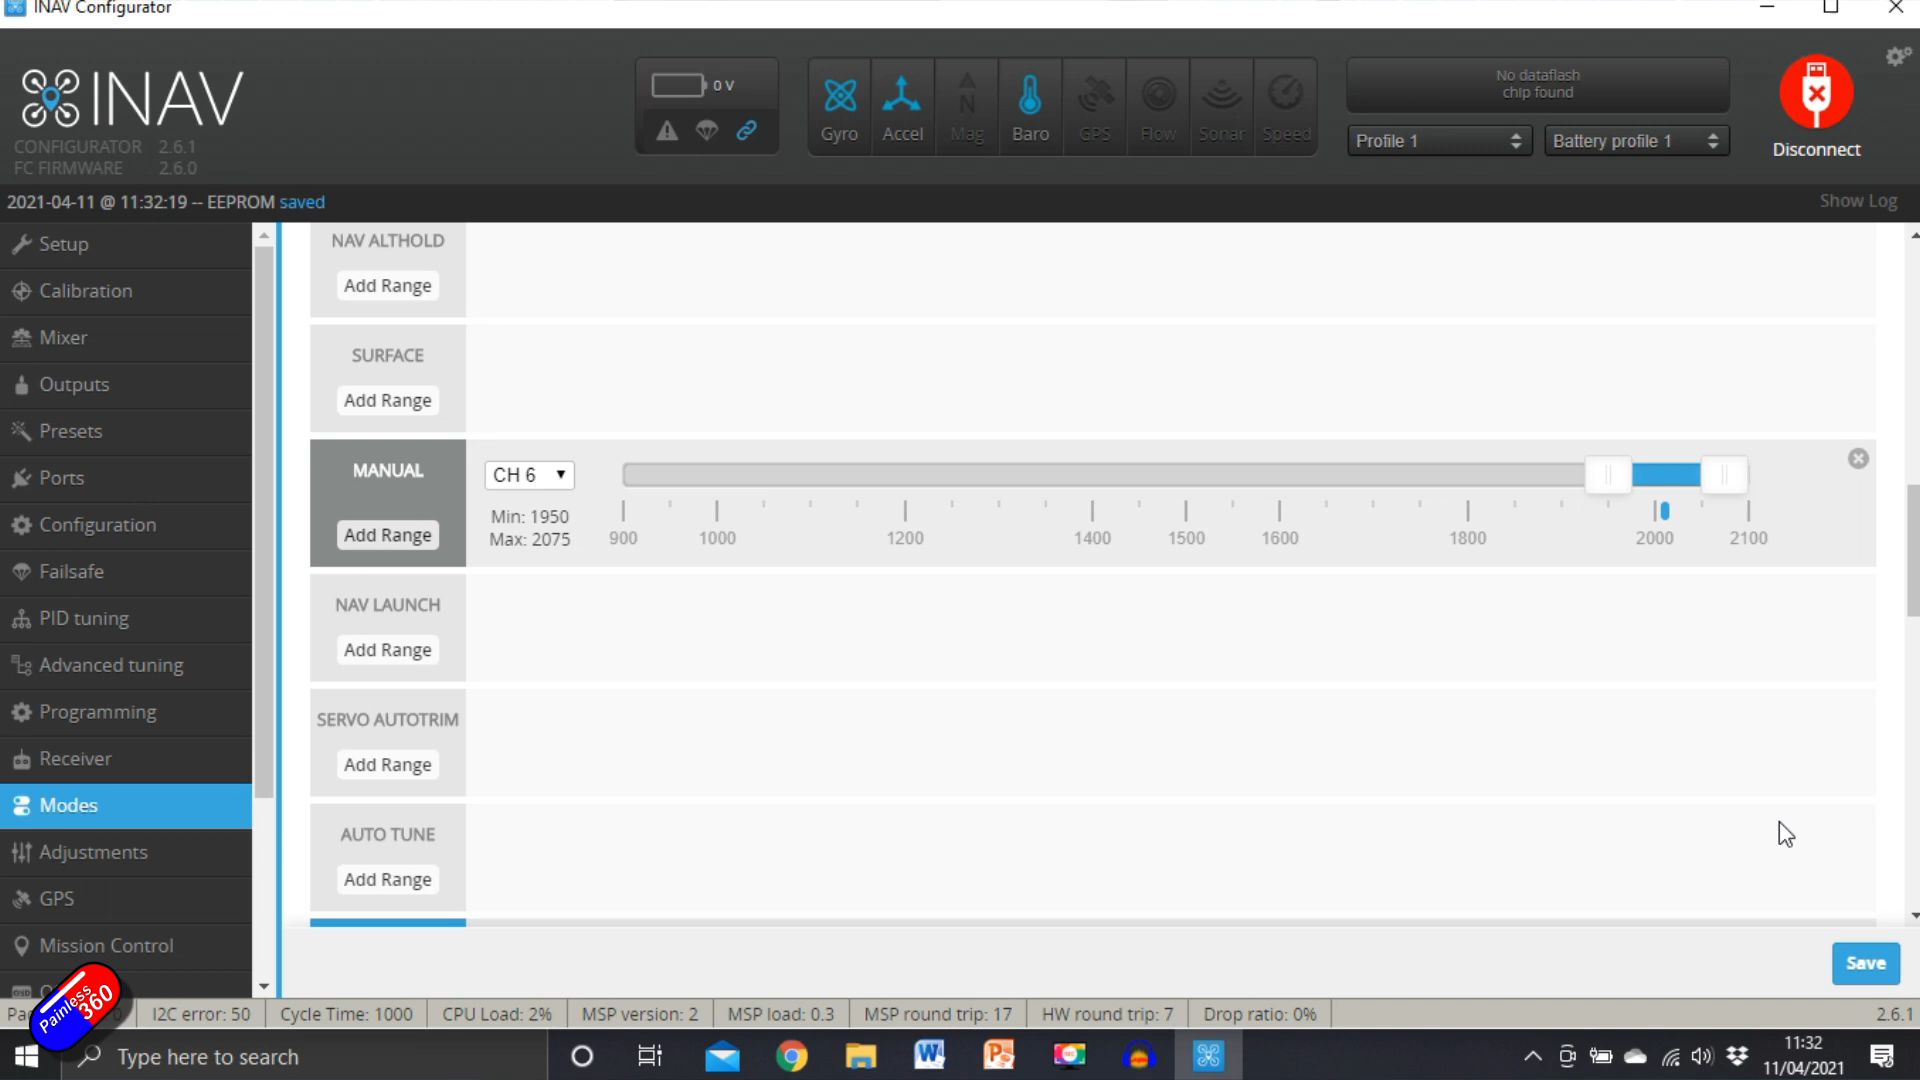 INAV Configurator
INAV
CONFIGURATOR 2.6.1
FC FIRMWARE 2.6.0
0 V
Gyro
Accel
Mag
Baro
GPS
Flow
Sonar
Speed
No dataflash
chip found
Profile 1
Battery profile 1
Disconnect
2021-04-11 @ 11:32:19 -- EEPROM saved
Show Log
Setup
Calibration
Mixer
Outputs
Presets
Ports
Configuration
Failsafe
PID tuning
Advanced tuning
Programming
Receiver
Modes
Adjustments
GPS
Mission Control
NAV ALTHOLD
Add Range
SURFACE
Add Range
MANUAL
Add Range
CH 6
Min: 1950
Max: 2075
900 1000 1200 1400 1500 1600 1800 2000 2100
NAV LAUNCH
Add Range
SERVO AUTOTRIM
Add Range
AUTO TUNE
Add Range
Save
Painless
360
I2C error: 50
Cycle Time: 1000
CPU Load: 2%
MSP version: 2
MSP load: 0.3
MSP round trip: 17
HW round trip: 7
Drop ratio: 0%
2.6.1
Type here to search
11:32
11/04/2021